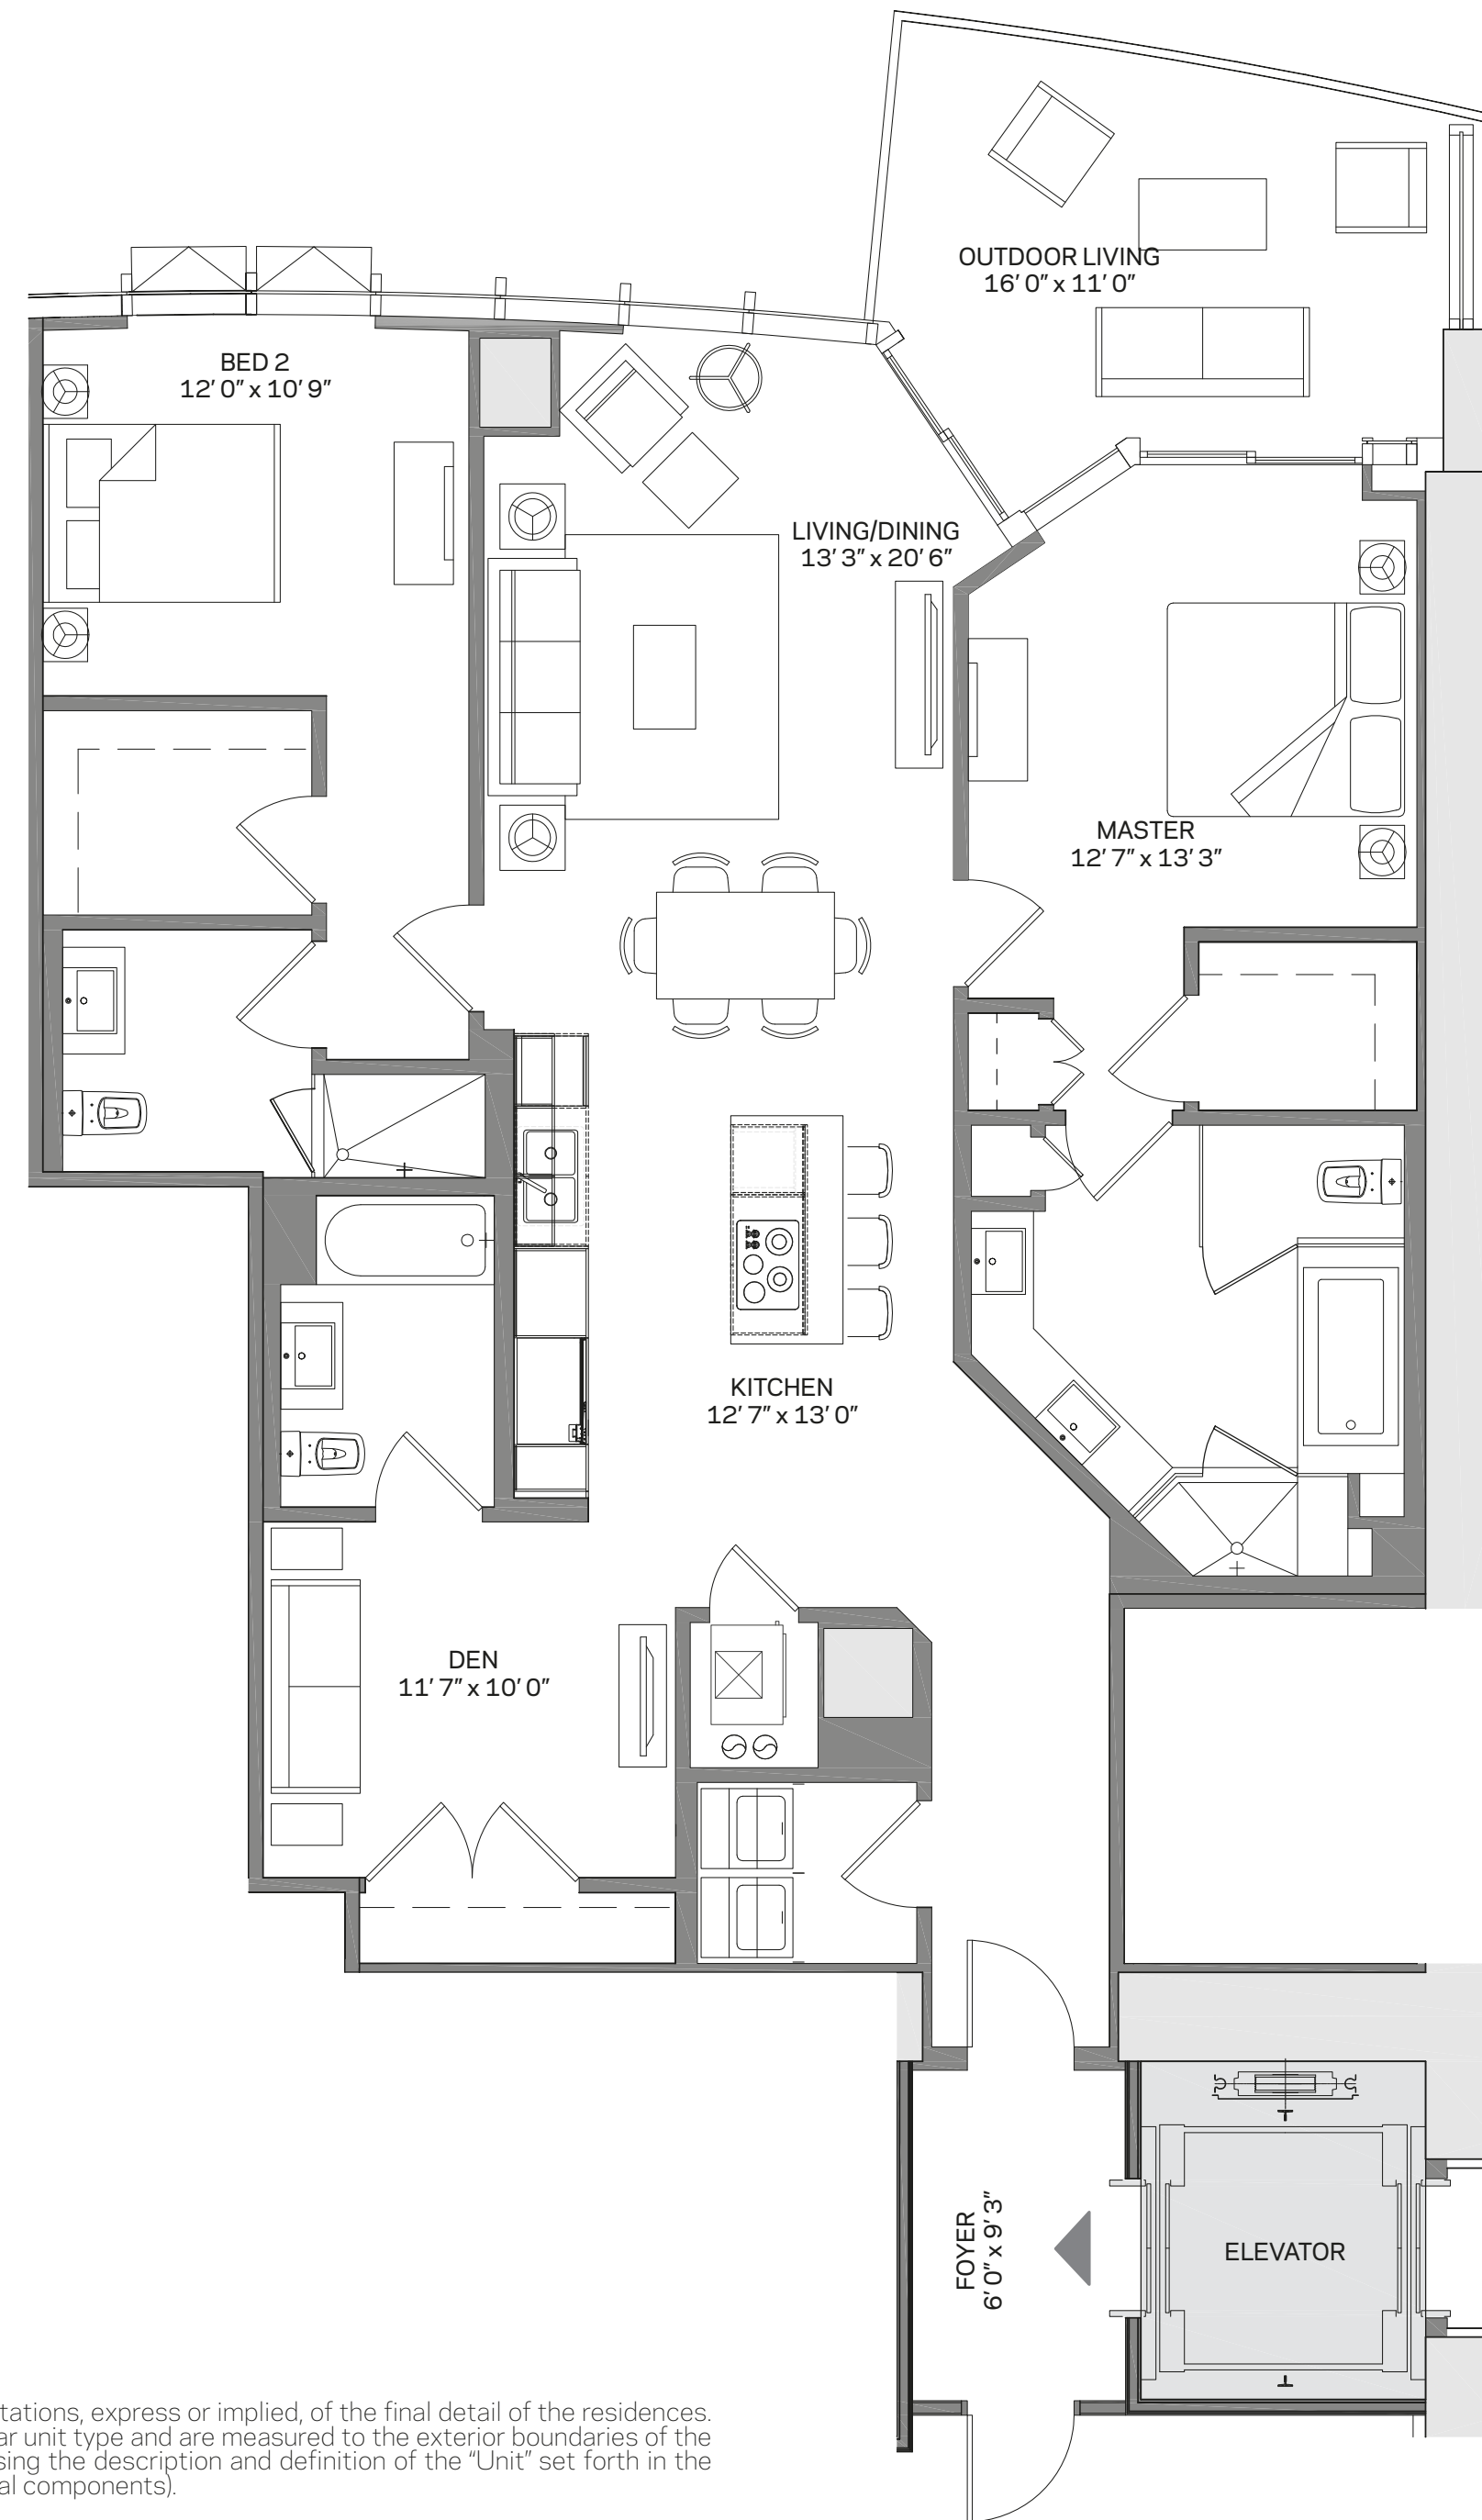 OUTDOOR LIVING
16’ 0” x 11’ 0”
BED 2
12’ 0” x 10’ 9”
LIVING/DINING
13’ 3” x 20’ 6”
MASTER
12’ 7” x 13’ 3”
KITCHEN
12’ 7” x 13’ 0”
DEN
11’ 7” x 10’ 0”
FOYER
6’ 0” x 9’ 3”
ELEVATOR
tations, express or implied, of the final detail of the residences.
ar unit type and are measured to the exterior boundaries of the
sing the description and definition of the “Unit” set forth in the
al components).